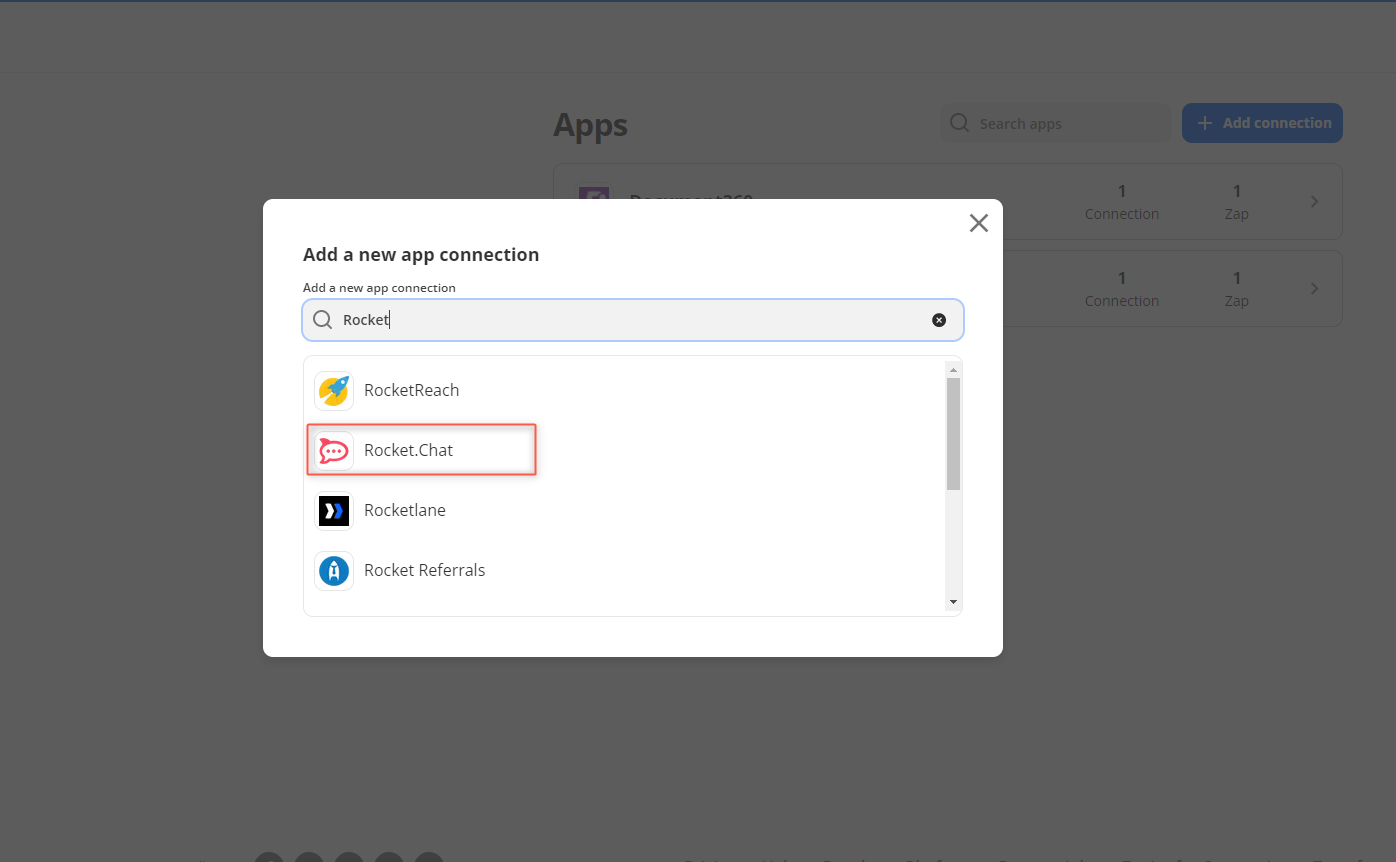 Apps
Search apps
Add connection
Document360
1
Connection
1
Zap
1
Connection
1
Zap
Add a new app connection
Add a new app connection
Rocket
RocketReach
Rocket.Chat
Rocketlane
Rocket Referrals